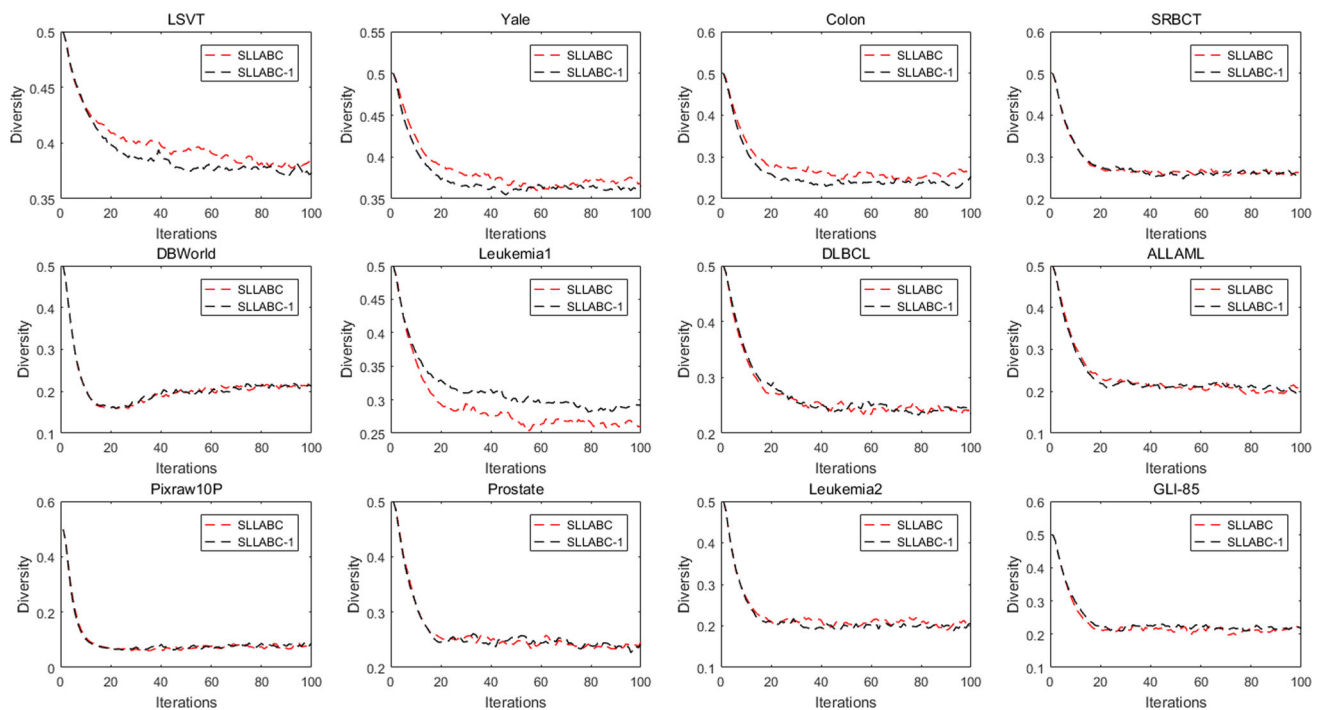 LSVT
0.5
0.45
0.4
0.35
Diversity
SLLABC
SLLABC-1
0 20 40 60 80 100
Iterations
Yale
0.55
0.5
0.45
0.4
0.35
Diversity
SLLABC
SLLABC-1
0 20 40 60 80 100
Iterations
Colon
0.6
0.5
0.4
0.3
0.2
Diversity
SLLABC
SLLABC-1
0 20 40 60 80 100
Iterations
SRBCT
0.6
0.5
0.4
0.3
0.2
Diversity
SLLABC
SLLABC-1
0 20 40 60 80 100
Iterations
DBWorld
0.5
0.4
0.3
0.2
0.1
Diversity
SLLABC
SLLABC-1
0 20 40 60 80 100
Iterations
Leukemia1
0.5
0.45
0.4
0.35
0.3
0.25
Diversity
SLLABC
SLLABC-1
0 20 40 60 80 100
Iterations
DLBCL
0.5
0.4
0.3
0.2
Diversity
SLLABC
SLLABC-1
0 20 40 60 80 100
Iterations
ALLAML
0.5
0.4
0.3
0.2
0.1
Diversity
SLLABC
SLLABC-1
0 20 40 60 80 100
Iterations
Pixraw10P
0.6
0.4
0.2
0
Diversity
SLLABC
SLLABC-1
0 20 40 60 80 100
Iterations
Prostate
0.5
0.4
0.3
0.2
Diversity
SLLABC
SLLABC-1
0 20 40 60 80 100
Iterations
Leukemia2
0.5
0.4
0.3
0.2
0.1
Diversity
SLLABC
SLLABC-1
0 20 40 60 80 100
Iterations
GLI-85
0.6
0.5
0.4
0.3
0.2
0.1
Diversity
SLLABC
SLLABC-1
0 20 40 60 80 100
Iterations